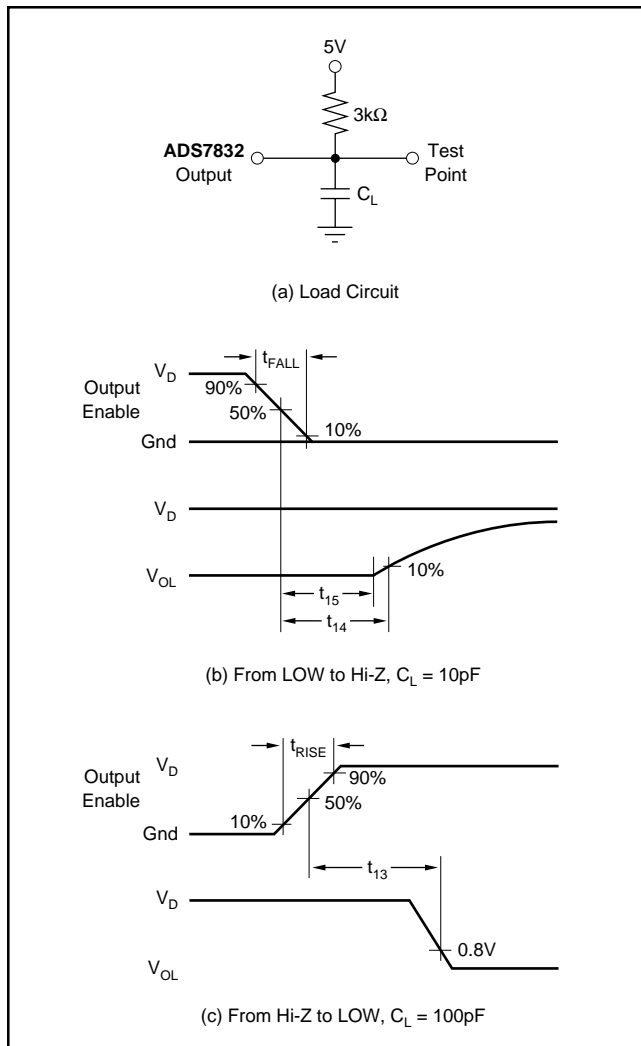 5V
3kΩ
ADS7832
Output
Test
Point
C_L
(a) Load Circuit
t_FALL
V_D
90%
Output
Enable
50%
10%
Gnd
V_D
10%
V_OL
t_15
t_14
(b) From LOW to Hi-Z, C_L = 10pF
t_RISE
V_D
90%
Output
Enable
50%
10%
Gnd
t_13
V_D
0.8V
V_OL
(c) From Hi-Z to LOW, C_L = 100pF